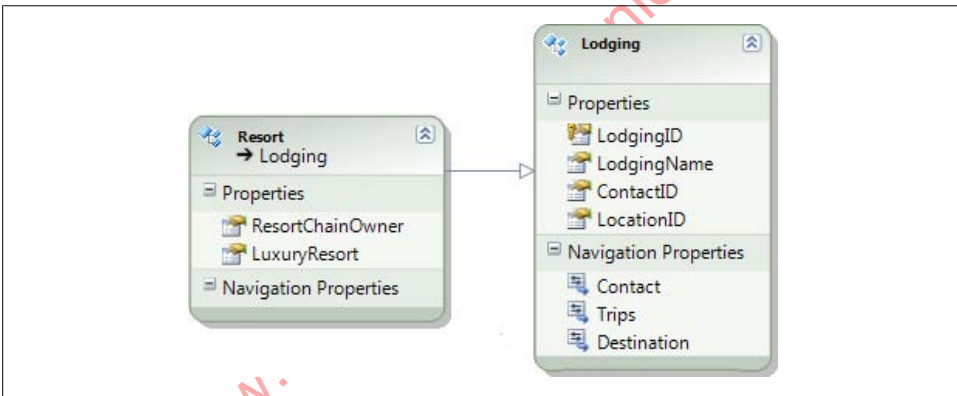 Resort
→ Lodging
Properties
ResortChainOwner
LuxuryResort
Navigation Properties
Lodging
Properties
LodgingID
LodgingName
ContactID
LocationID
Navigation Properties
Contact
Trips
Destination